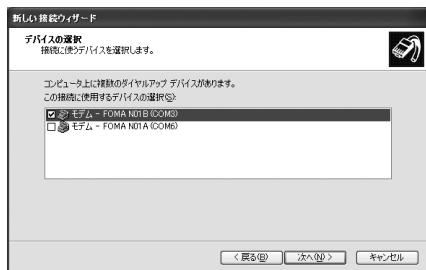 新しい接続ウィザード
デバイスの選択
接続に使うデバイスを選択します。
コンピュータ上に複数のダイヤルアップ デバイスがあります。
この接続に使用するデバイスの選択(S):
モデム - FOMA N01B (COM3)
モデム - FOMA N01A (COM6)
< 戻る(B)
次へ(N) >
キャンセル